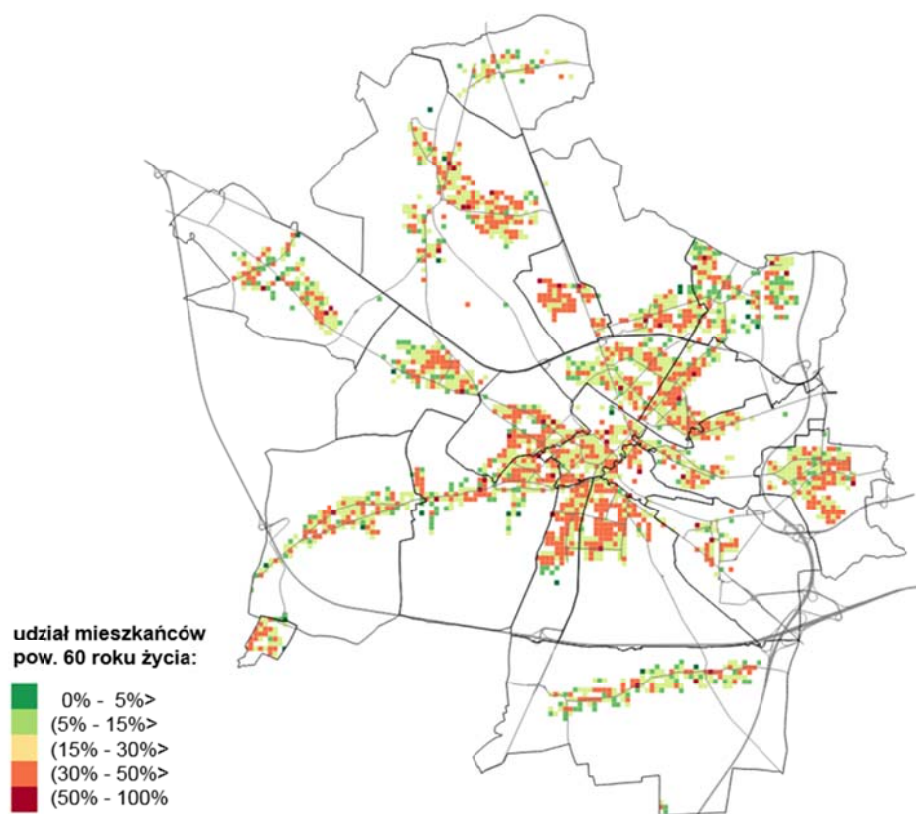 udział mieszkańców
pow. 60 roku życia:
0% - 5%>
(5% - 15%>
(15% - 30%>
(30% - 50%>
(50% - 100%